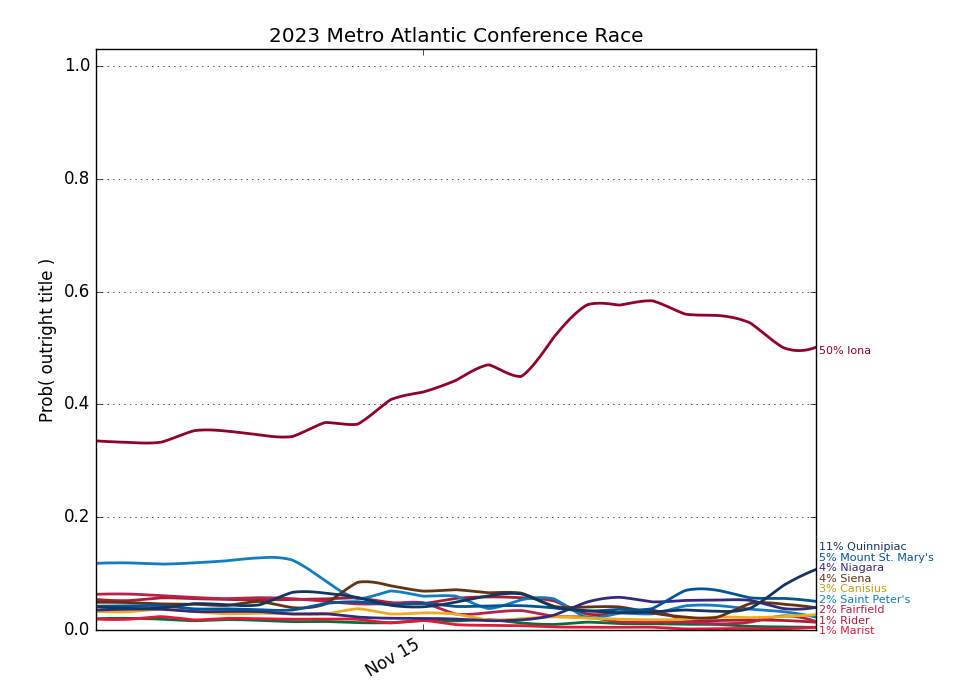 2023 Metro Atlantic Conference Race
1.0
0.8
0.6
0.4
0.2
0.0
Prob( outright title )
Nov 15
50% Iona
11% Quinnipiac
5% Mount St. Mary's
4% Niagara
4% Siena
3% Canisius
2% Saint Peter's
2% Fairfield
1% Rider
1% Marist